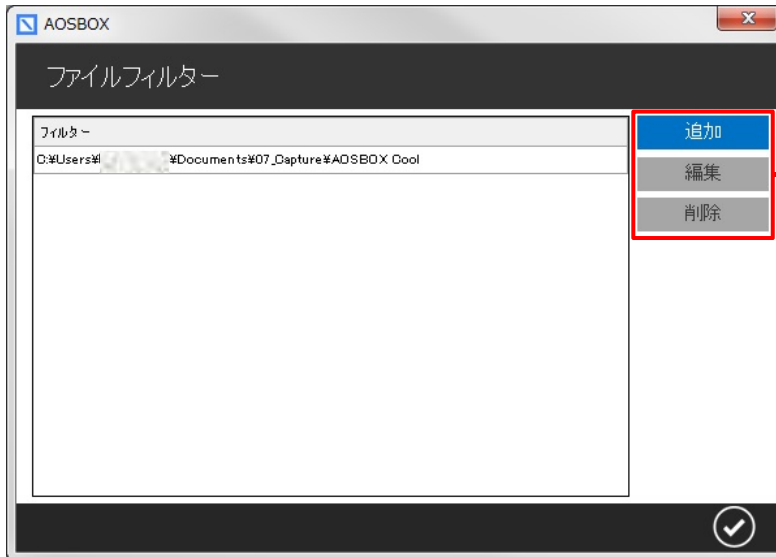 AOSBOX
ファイルフィルター
フィルター
C:¥Users¥ ¥Documents¥07_Capture¥AOSBOX Cool
追加
編集
削除